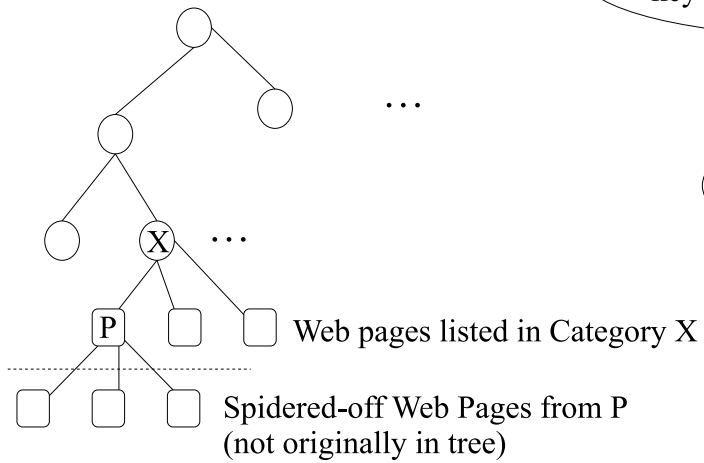 ...
X ...
P Web pages listed in Category X
Spidered-off Web Pages from P
(not originally in tree)